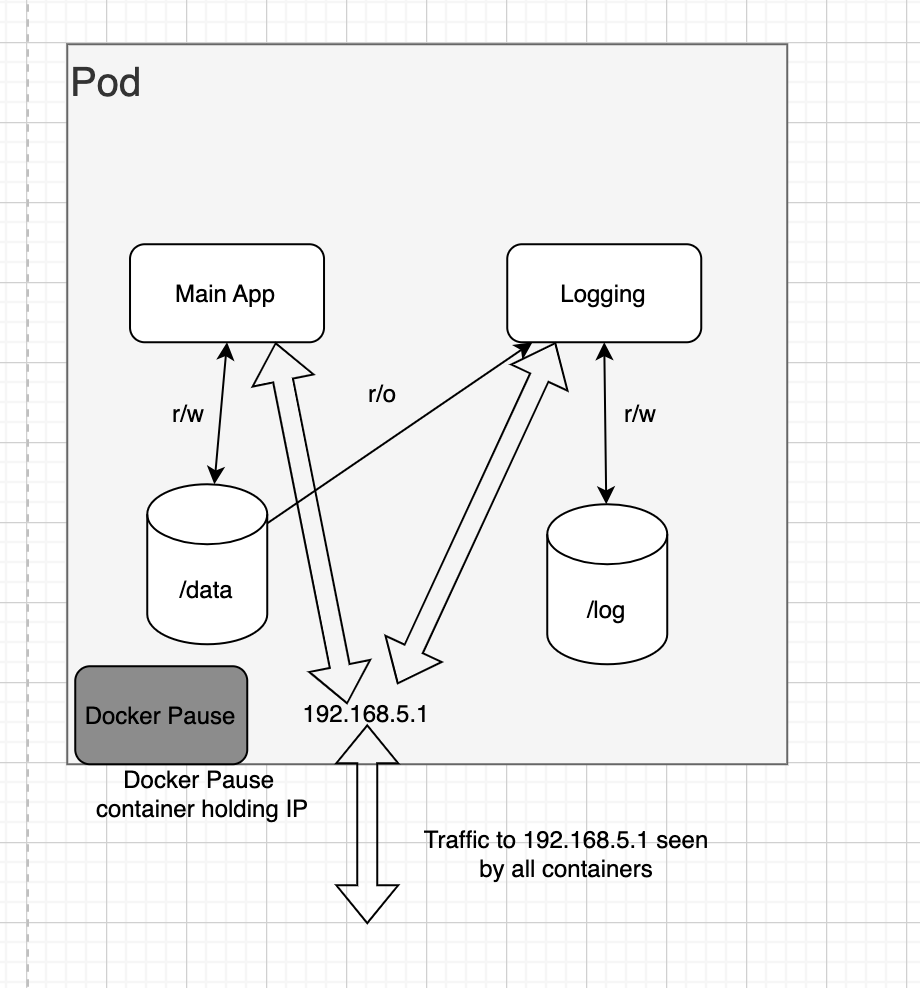 Pod
Main App
Logging
r/o
r/w
r/w
/data
/log
192.168.5.1
Docker Pause
Docker Pause
container holding IP
Traffic to 192.168.5.1 seen
by all containers